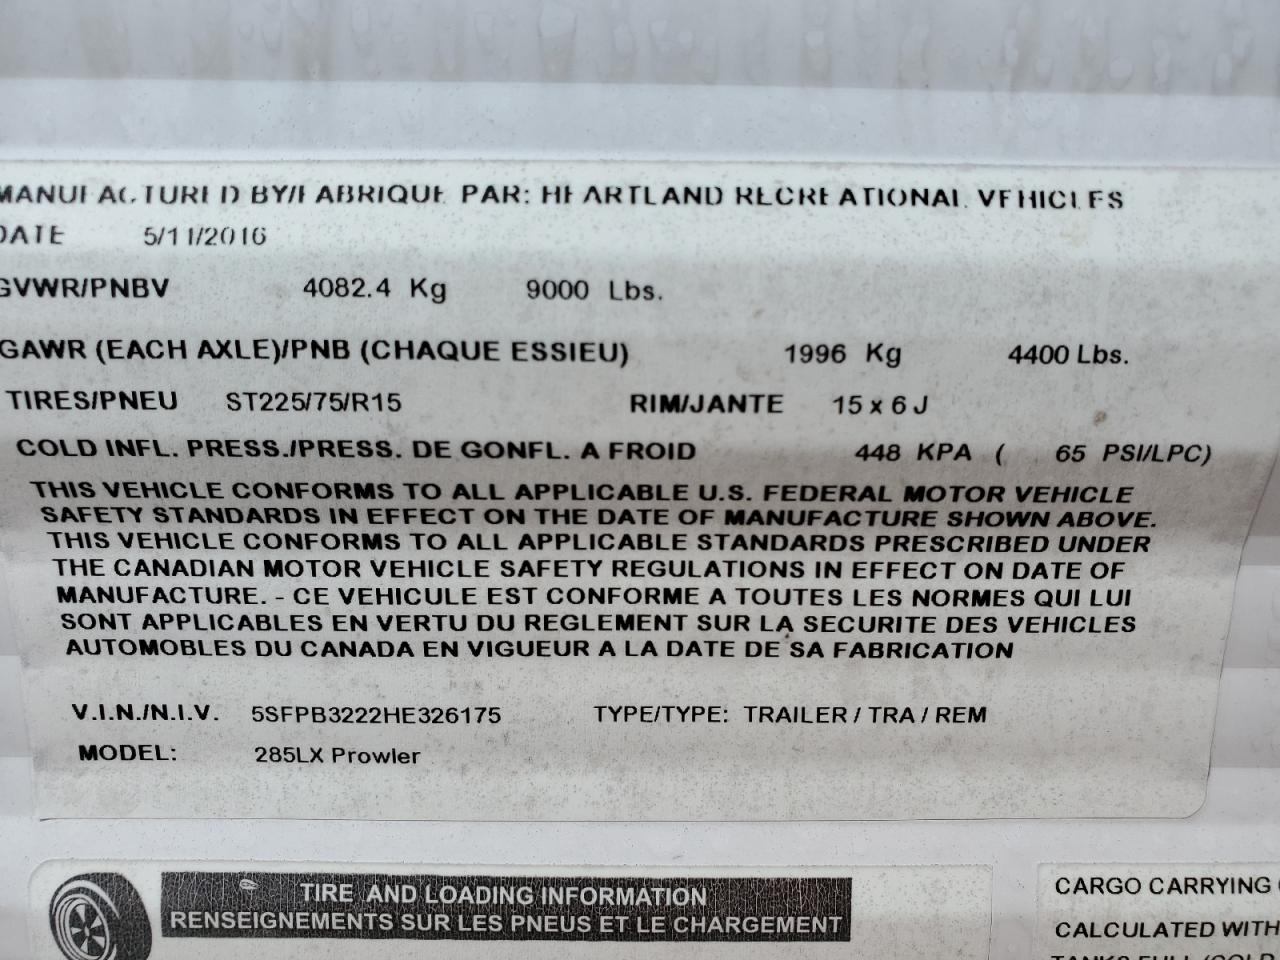 MANUFACTURED BY/FABRIQUE PAR: HEARTLAND RECREATIONAL VEHICLES
DATE 5/11/2016
GVWR/PNBV 4082.4 Kg 9000 Lbs.
GAWR (EACH AXLE)/PNB (CHAQUE ESSIEU) 1996 Kg 4400 Lbs.
TIRES/PNEU ST225/75/R15 RIM/JANTE 15 x 6 J
COLD INFL. PRESS./PRESS. DE GONFL. A FROID 448 KPA ( 65 PSI/LPC)
THIS VEHICLE CONFORMS TO ALL APPLICABLE U.S. FEDERAL MOTOR VEHICLE
SAFETY STANDARDS IN EFFECT ON THE DATE OF MANUFACTURE SHOWN ABOVE.
THIS VEHICLE CONFORMS TO ALL APPLICABLE STANDARDS PRESCRIBED UNDER
THE CANADIAN MOTOR VEHICLE SAFETY REGULATIONS IN EFFECT ON DATE OF
MANUFACTURE. - CE VEHICULE EST CONFORME A TOUTES LES NORMES QUI LUI
SONT APPLICABLES EN VERTU DU REGLEMENT SUR LA SECURITE DES VEHICLES
AUTOMOBLES DU CANADA EN VIGUEUR A LA DATE DE SA FABRICATION
V.I.N./N.I.V. 5SFPB3222HE326175 TYPE/TYPE: TRAILER / TRA / REM
MODEL: 285LX Prowler
TIRE AND LOADING INFORMATION
RENSEIGNEMENTS SUR LES PNEUS ET LE CHARGEMENT
CARGO CARRYING
CALCULATED WITH
TANKS FULL (COLD